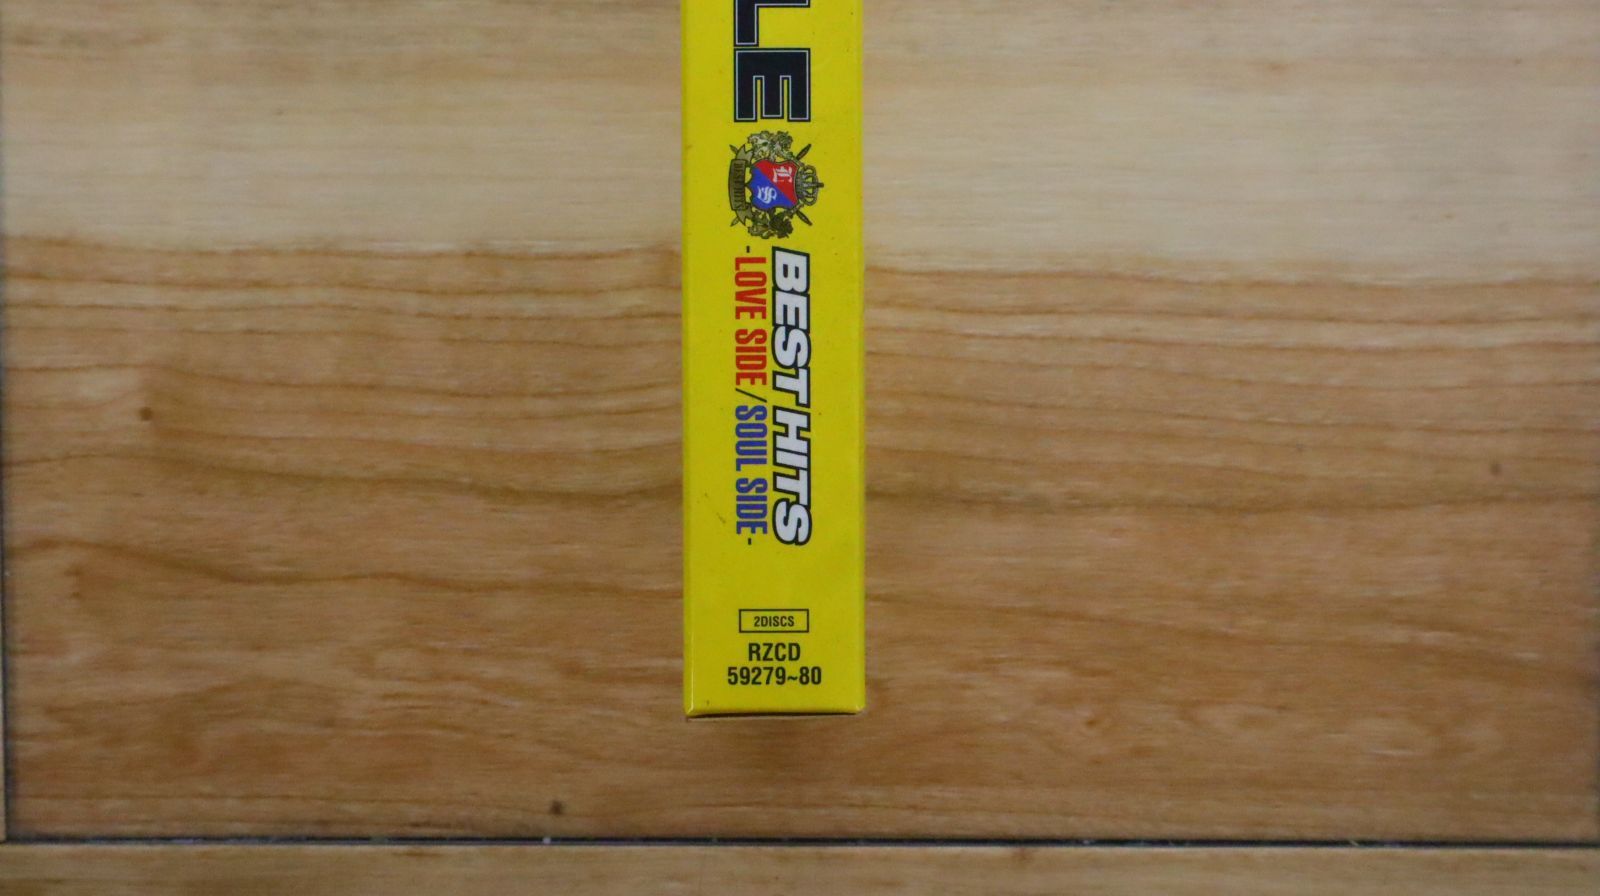 LE
L
S
BEST HITS
-LOVE SIDE/SOUL SIDE-
2DISCS
RZCD
59279~80